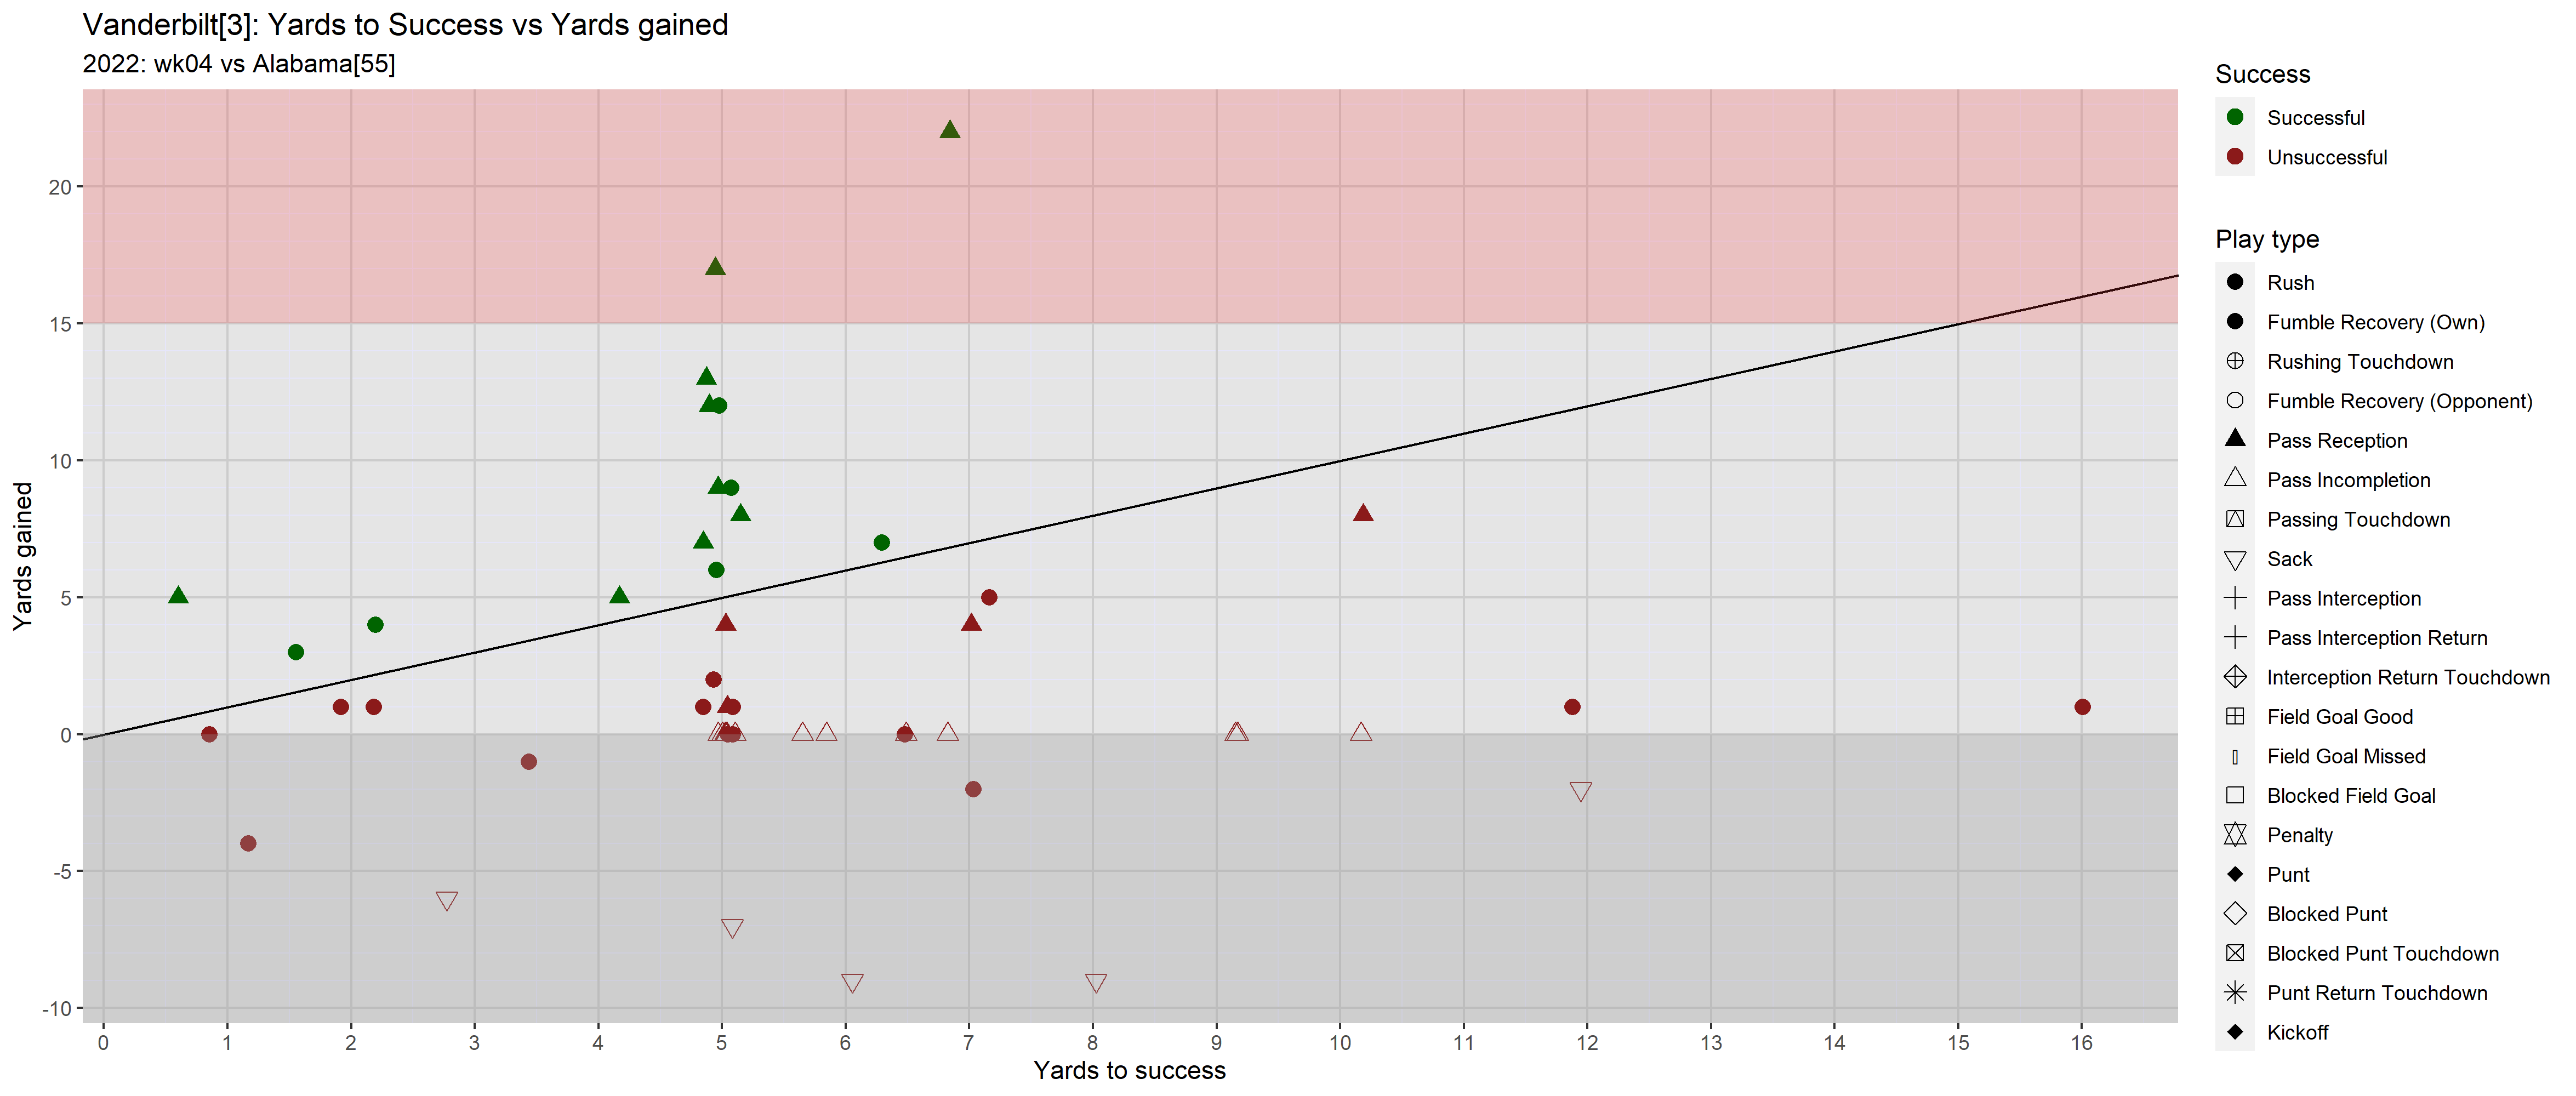 Vanderbilt[3]: Yards to Success vs Yards gained
2022: wk04 vs Alabama[55]
Yards gained
20
15
10
5
0
-5
-10
0 1 2 3 4 5 6 7 8 9 10 11 12 13 14 15 16
Yards to success
Success
Successful
Unsuccessful
Play type
Rush
Fumble Recovery (Own)
Rushing Touchdown
Fumble Recovery (Opponent)
Pass Reception
Pass Incompletion
Passing Touchdown
Sack
Pass Interception
Pass Interception Return
Interception Return Touchdown
Field Goal Good
Field Goal Missed
Blocked Field Goal
Penalty
Punt
Blocked Punt
Blocked Punt Touchdown
Punt Return Touchdown
Kickoff